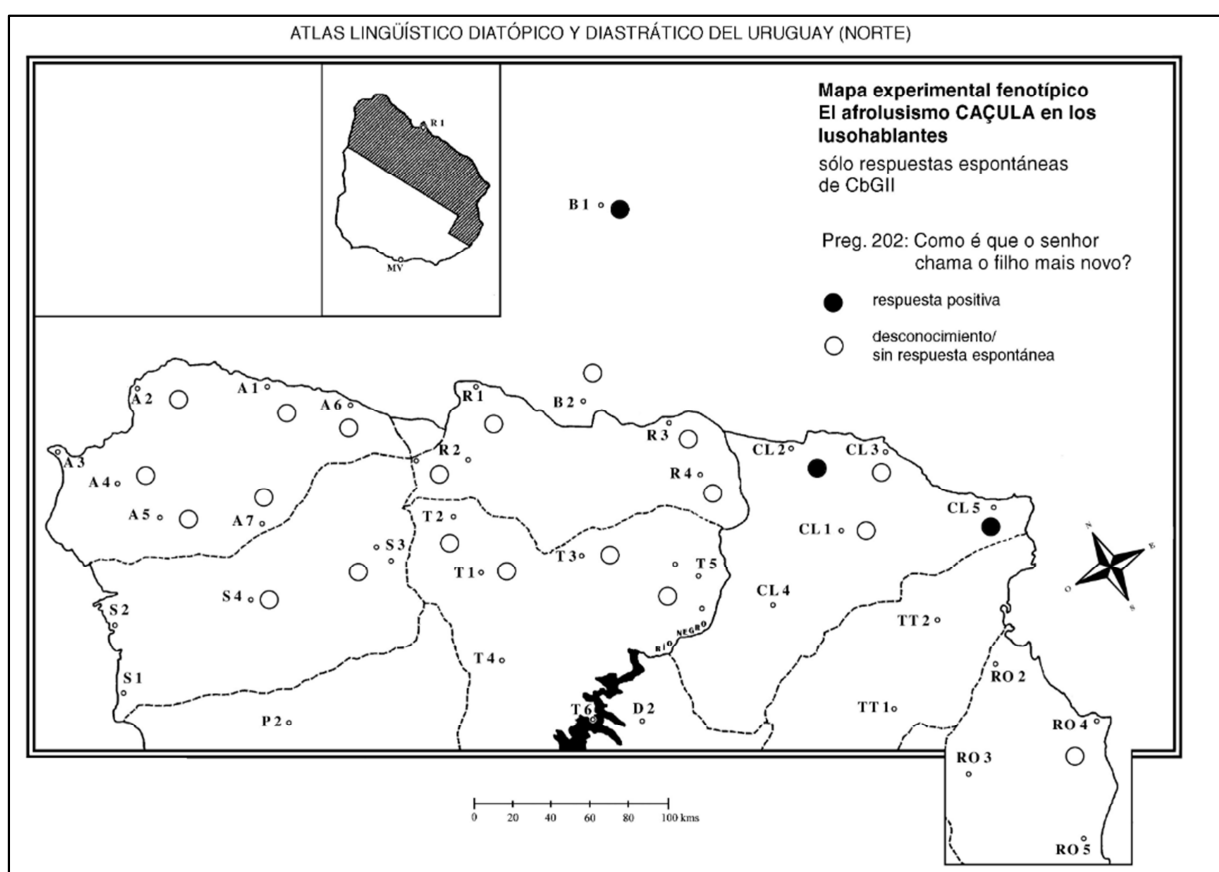 ATLAS LINGÜÍSTICO DIATÓPICO Y DIASTRÁTICO DEL URUGUAY (NORTE)
Mapa experimental fenotípico
El afrolusismo CAÇULA en los
lusohablantes
sólo respuestas espontáneas
de CbGII
Preg. 202: Como é que o senhor
chama o filho mais novo?
respuesta positiva
desconocimiento/
sin respuesta espontánea
R 1
MV
B 1
A 2
A 1
A 6
R 1
B 2
R 3
A 3
A 4
R 2
R 4
CL 2
CL 3
A 5
A 7
T 2
CL 1
CL 5
S 3
T 1
T 3
T 5
S 4
CL 4
S 2
TT 2
RÍO NEGRO
T 4
RO 2
S 1
P 2
T 6
D 2
TT 1
RO 4
RO 3
RO 5
N
E
O
S
0 20 40 60 80 100 kms